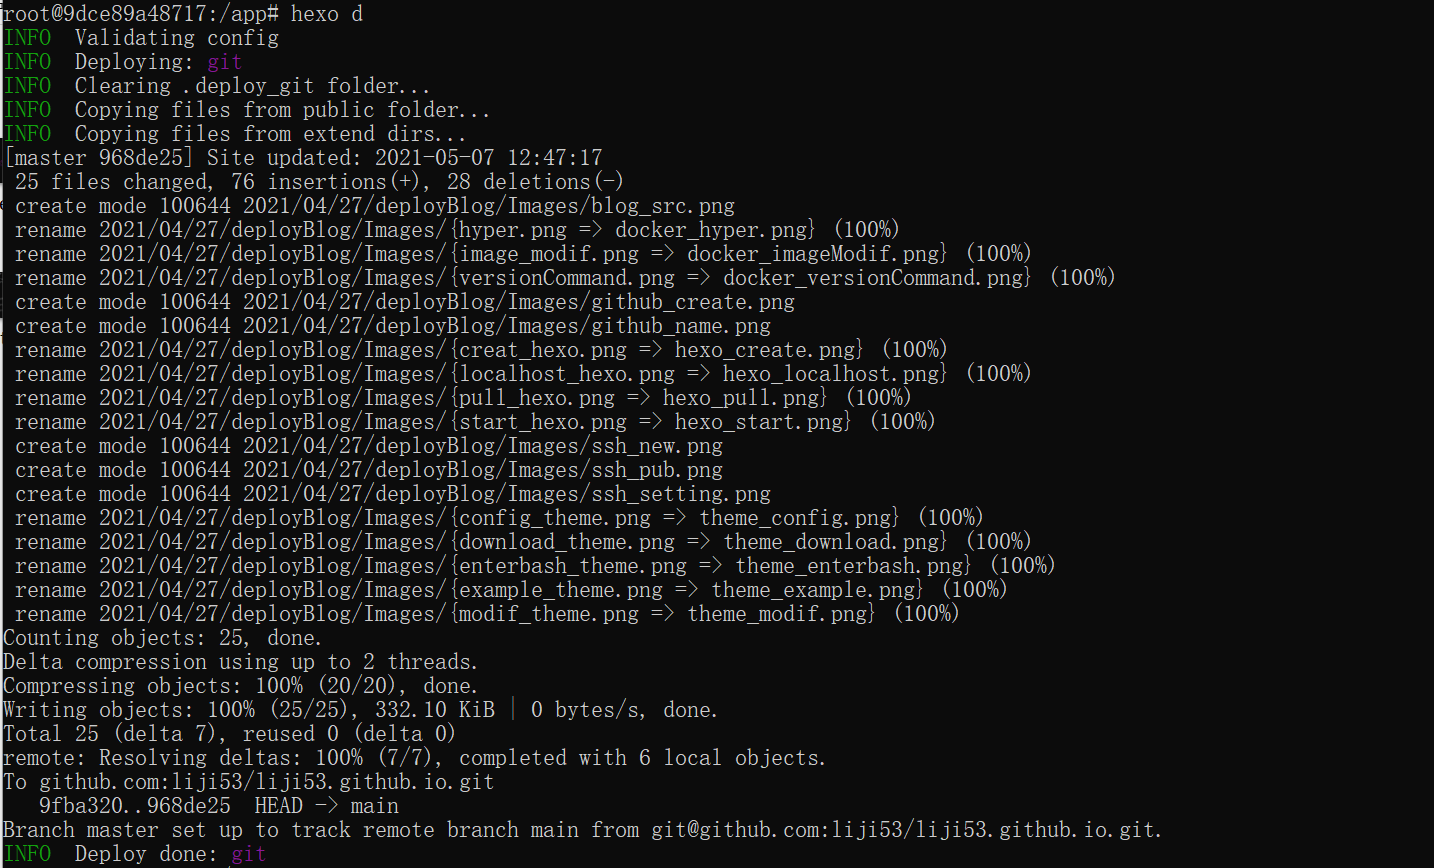 root@9dce89a48717:/app# hexo d
INFO  Validating config
INFO  Deploying: git
INFO  Clearing .deploy_git folder...
INFO  Copying files from public folder...
INFO  Copying files from extend dirs...
[master 968de25] Site updated: 2021-05-07 12:47:17
 25 files changed, 76 insertions(+), 28 deletions(-)
 create mode 100644 2021/04/27/deployBlog/Images/blog_src.png
 rename 2021/04/27/deployBlog/Images/{hyper.png => docker_hyper.png} (100%)
 rename 2021/04/27/deployBlog/Images/{image_modif.png => docker_imageModif.png} (100%)
 rename 2021/04/27/deployBlog/Images/{versionCommand.png => docker_versionCommand.png} (100%)
 create mode 100644 2021/04/27/deployBlog/Images/github_create.png
 create mode 100644 2021/04/27/deployBlog/Images/github_name.png
 rename 2021/04/27/deployBlog/Images/{creat_hexo.png => hexo_create.png} (100%)
 rename 2021/04/27/deployBlog/Images/{localhost_hexo.png => hexo_localhost.png} (100%)
 rename 2021/04/27/deployBlog/Images/{pull_hexo.png => hexo_pull.png} (100%)
 rename 2021/04/27/deployBlog/Images/{start_hexo.png => hexo_start.png} (100%)
 create mode 100644 2021/04/27/deployBlog/Images/ssh_new.png
 create mode 100644 2021/04/27/deployBlog/Images/ssh_pub.png
 create mode 100644 2021/04/27/deployBlog/Images/ssh_setting.png
 rename 2021/04/27/deployBlog/Images/{config_theme.png => theme_config.png} (100%)
 rename 2021/04/27/deployBlog/Images/{download_theme.png => theme_download.png} (100%)
 rename 2021/04/27/deployBlog/Images/{enterbash_theme.png => theme_enterbash.png} (100%)
 rename 2021/04/27/deployBlog/Images/{example_theme.png => theme_example.png} (100%)
 rename 2021/04/27/deployBlog/Images/{modif_theme.png => theme_modif.png} (100%)
Counting objects: 25, done.
Delta compression using up to 2 threads.
Compressing objects: 100% (20/20), done.
Writing objects: 100% (25/25), 332.10 KiB | 0 bytes/s, done.
Total 25 (delta 7), reused 0 (delta 0)
remote: Resolving deltas: 100% (7/7), completed with 6 local objects.
To github.com:liji53/liji53.github.io.git
   9fba320..968de25  HEAD -> main
Branch master set up to track remote branch main from git@github.com:liji53/liji53.github.io.git.
INFO  Deploy done: git